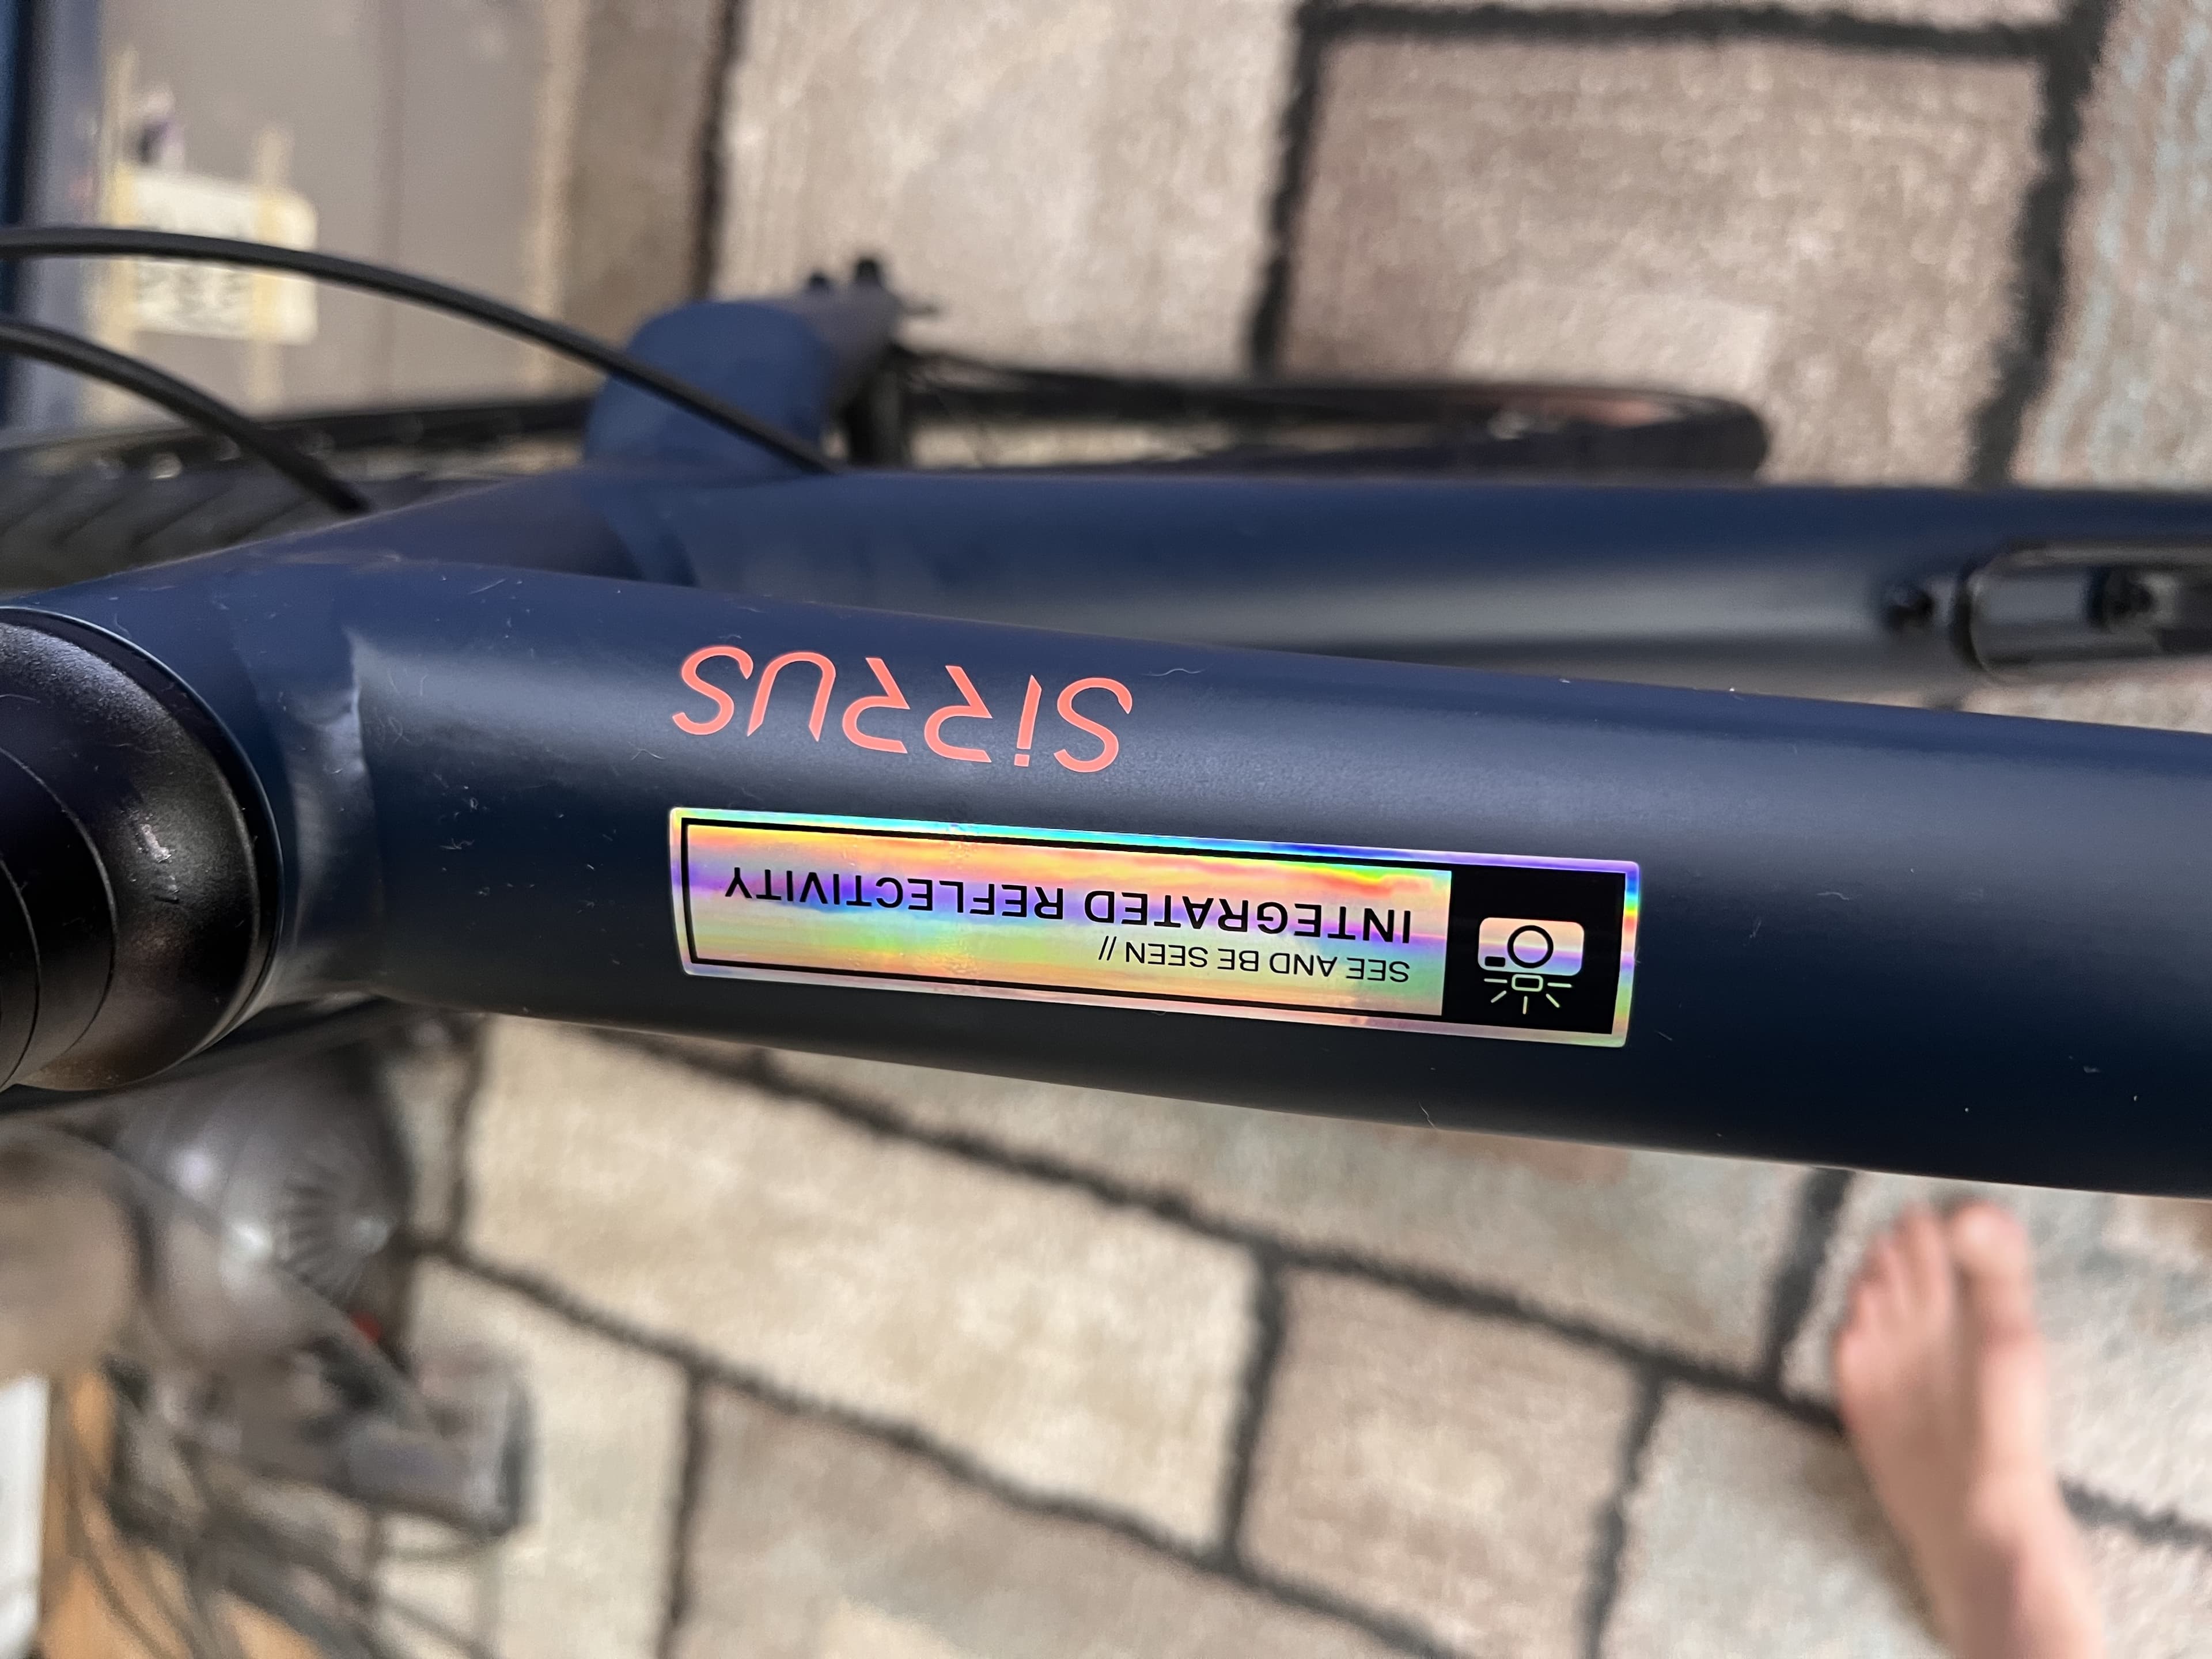 SiRRUS
SEE AND BE SEEN //
INTEGRATED REFLECTIVITY